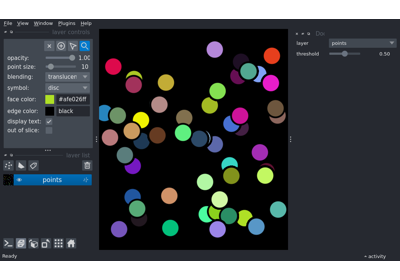 File View Window Plugins Help
layer controls
opacity: 1.00
point size: 10
blending: translucen
symbol: disc
face color: #afe026ff
edge color: black
display text: ✓
out of slice:
layer list
points
layer points
threshold 0.50
Ready
activity